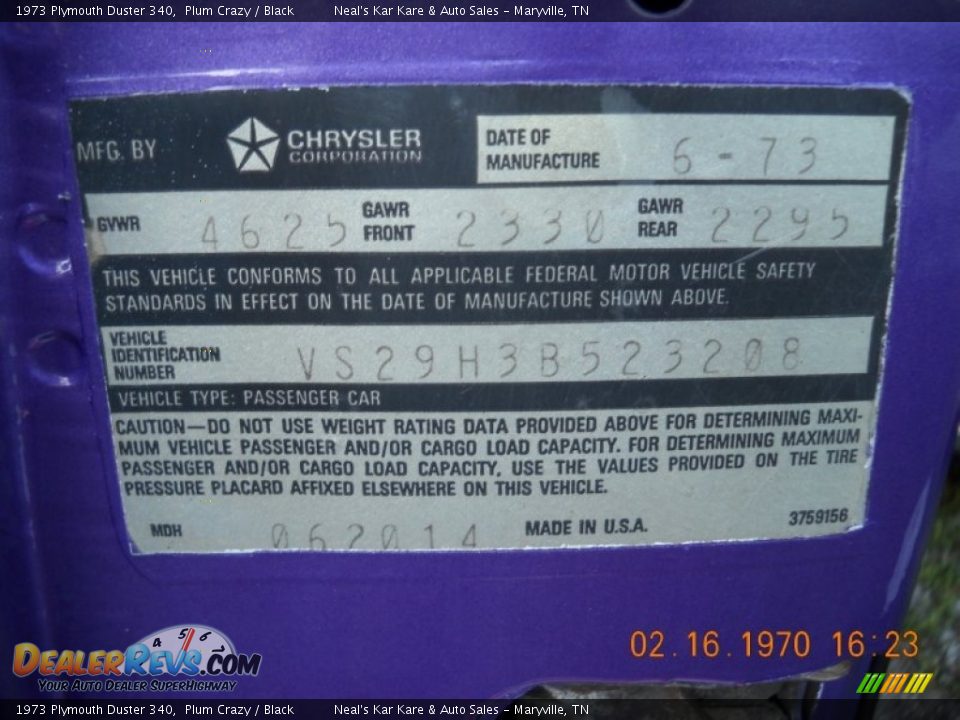 1973 Plymouth Duster 340,  Plum Crazy / Black Neal's Kar Kare & Auto Sales - Maryville, TN
MFG. BY CHRYSLER CORPORATION
DATE OF MANUFACTURE 6-73
GVWR 4625 GAWR FRONT 2330 GAWR REAR 2295
THIS VEHICLE CONFORMS TO ALL APPLICABLE FEDERAL MOTOR VEHICLE SAFETY
STANDARDS IN EFFECT ON THE DATE OF MANUFACTURE SHOWN ABOVE.
VEHICLE
IDENTIFICATION
NUMBER
VS29H3B523208
VEHICLE TYPE: PASSENGER CAR
CAUTION—DO NOT USE WEIGHT RATING DATA PROVIDED ABOVE FOR DETERMINING MAXI-
MUM VEHICLE PASSENGER AND/OR CARGO LOAD CAPACITY. FOR DETERMINING MAXIMUM
PASSENGER AND/OR CARGO LOAD CAPACITY, USE THE VALUES PROVIDED ON THE TIRE
PRESSURE PLACARD AFFIXED ELSEWHERE ON THIS VEHICLE.
MDH 062014 MADE IN U.S.A. 3759156
02.16.1970 16:23
4 5 6
DEALERREVS.COM
Your Auto Dealer SuperHighway
1973 Plymouth Duster 340,  Plum Crazy / Black Neal's Kar Kare & Auto Sales - Maryville, TN